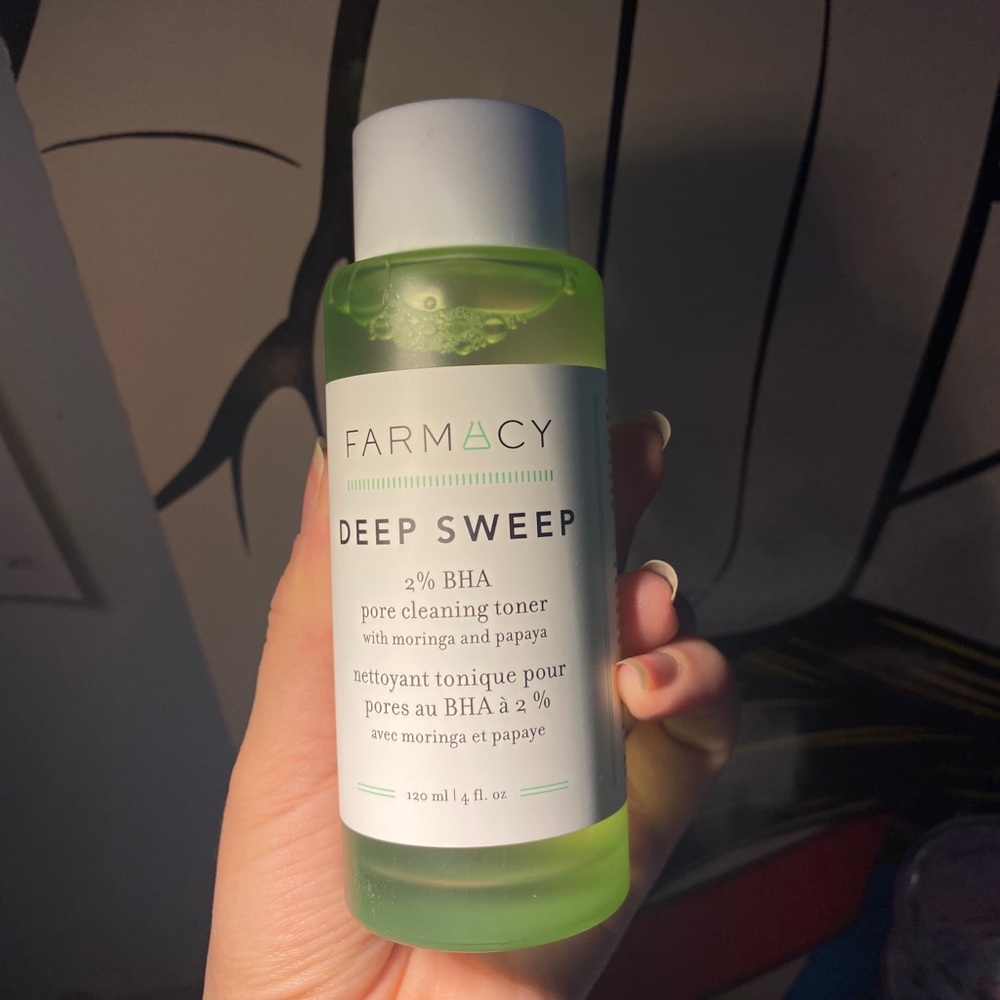 FARMACY
DEEP SWEEP
2% BHA
pore cleaning toner
with moringa and papaya
nettoyant tonique pour
pores au BHA à 2 %
avec moringa et papaye
120 ml | 4 fl. oz